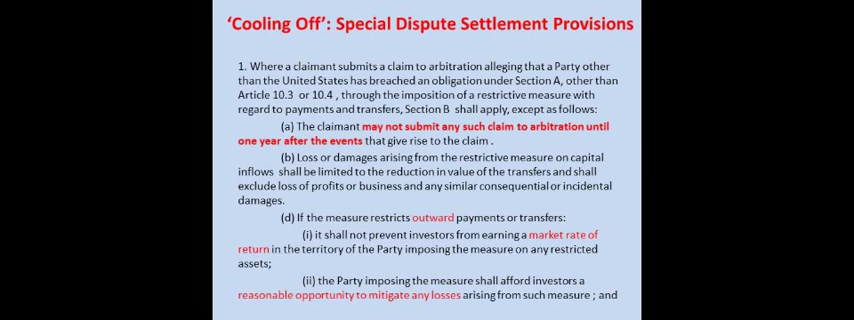 ‘Cooling Off’: Special Dispute Settlement Provisions
1. Where a claimant submits a claim to arbitration alleging that a Party other
than the United States has breached an obligation under Section A, other than
Article 10.3 or 10.4 , through the imposition of a restrictive measure with
regard to payments and transfers, Section B shall apply, except as follows:
(a) The claimant may not submit any such claim to arbitration until
one year after the events that give rise to the claim .
(b) Loss or damages arising from the restrictive measure on capital
inflows shall be limited to the reduction in value of the transfers and shall
exclude loss of profits or business and any similar consequential or incidental
damages.
(d) If the measure restricts outward payments or transfers:
(i) it shall not prevent investors from earning a market rate of
return in the territory of the Party imposing the measure on any restricted
assets;
(ii) the Party imposing the measure shall afford investors a
reasonable opportunity to mitigate any losses arising from such measure ; and